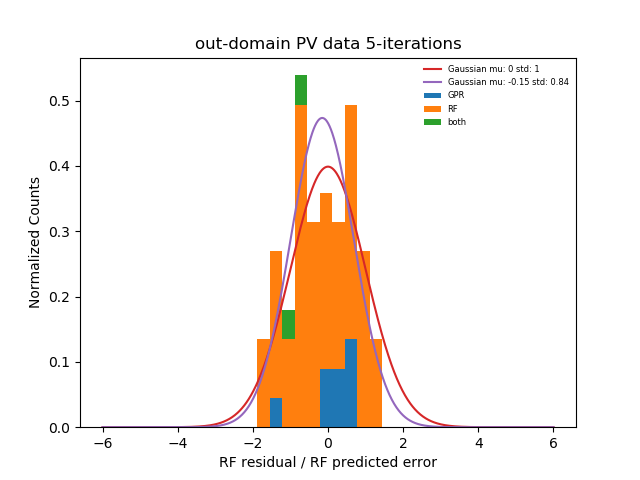 out-domain PV data 5-iterations
Gaussian mu: 0 std: 1
Gaussian mu: -0.15 std: 0.84
GPR
RF
both
Normalized Counts
0.5
0.4
0.3
0.2
0.1
0.0
−6 −4 −2 0 2 4 6
RF residual / RF predicted error